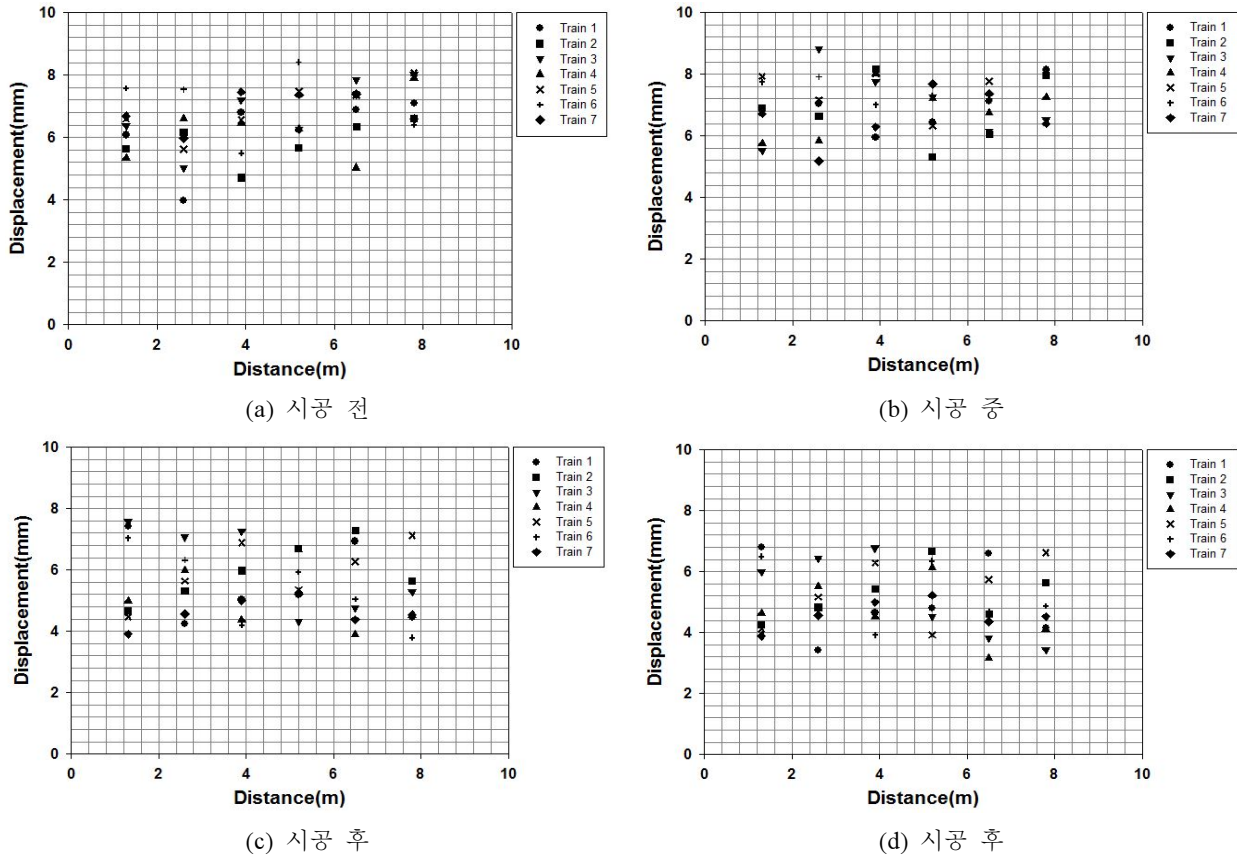 10
8
6
4
2
0
Displacement(mm)
0 2 4 6 8 10
Distance(m)
Train 1
Train 2
Train 3
Train 4
Train 5
Train 6
Train 7
(a) 시공 전
10
8
6
4
2
0
Displacement(mm)
0 2 4 6 8 10
Distance(m)
Train 1
Train 2
Train 3
Train 4
Train 5
Train 6
Train 7
(b) 시공 중
10
8
6
4
2
0
Displacement(mm)
0 2 4 6 8 10
Distance(m)
Train 1
Train 2
Train 3
Train 4
Train 5
Train 6
Train 7
(c) 시공 후
10
8
6
4
2
0
Displacement(mm)
0 2 4 6 8 10
Distance(m)
Train 1
Train 2
Train 3
Train 4
Train 5
Train 6
Train 7
(d) 시공 후